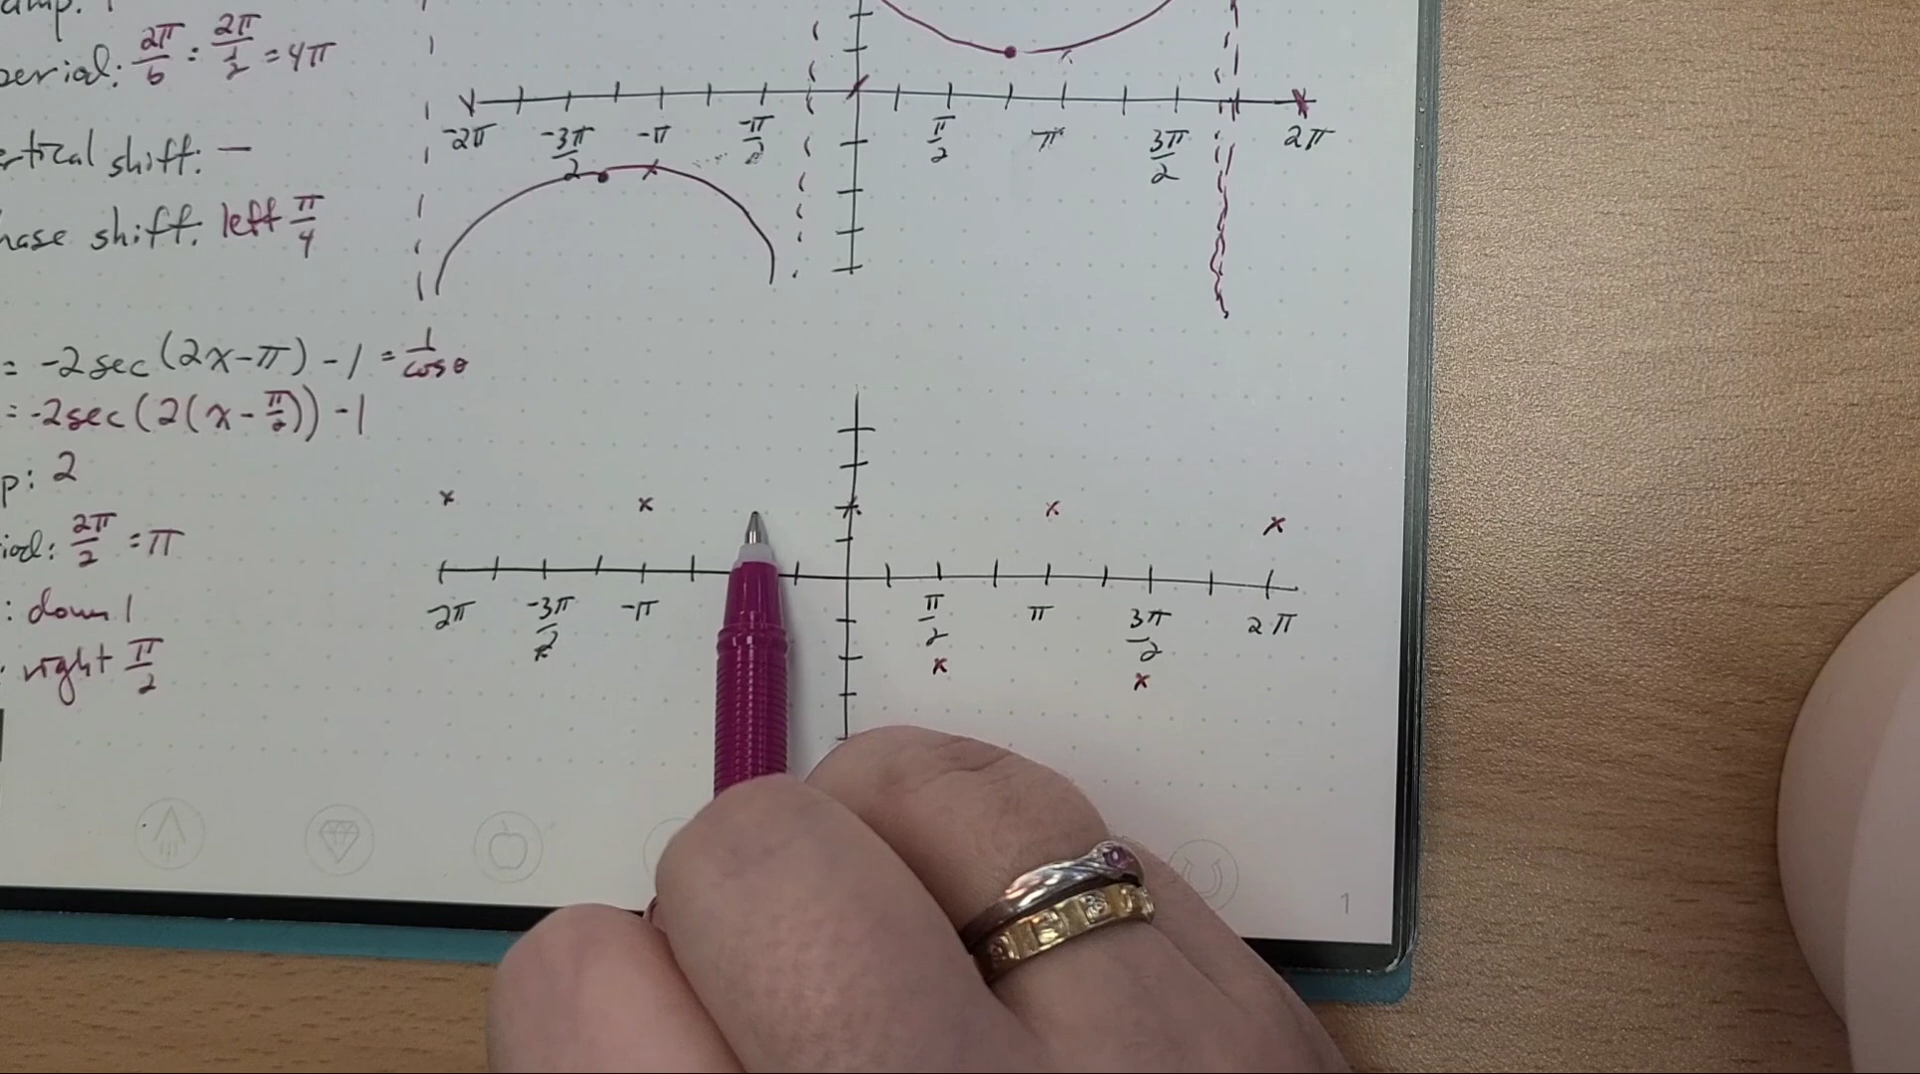 amp: 1
period: 2π/b = 2π/(1/2) = 4π
vertical shift: —
phase shift: left π/4
-2π -3π/2 -π -π/2 π/2 π 3π/2 2π
= -2sec(2x-π) -1 = 1/cosθ
= -2sec(2(x-π/2)) -1
p: 2
iod: 2π/2 = π
: down 1
: right π/2
-2π -3π/2 -π π/2 π 3π/2 2π
1